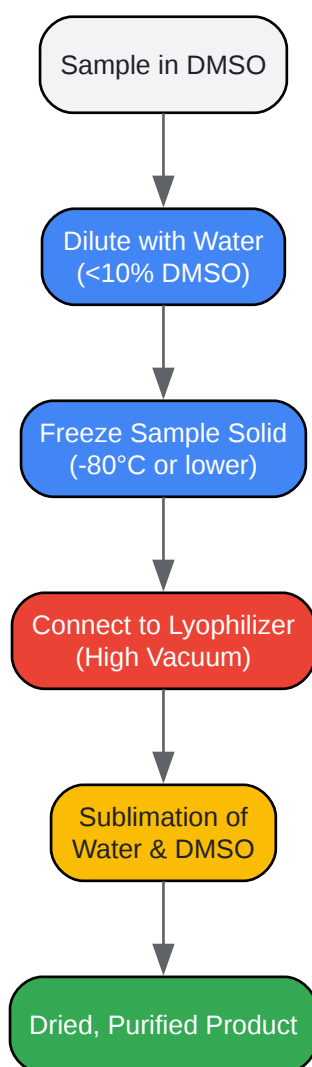 Sample in DMSO
Dilute with Water
(<10% DMSO)
Freeze Sample Solid
(-80°C or lower)
Connect to Lyophilizer
(High Vacuum)
Sublimation of
Water & DMSO
Dried, Purified Product